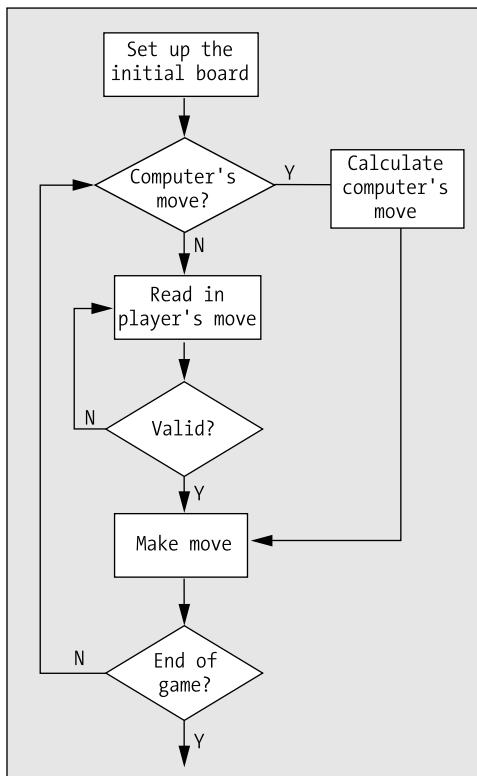 Set up the
initial board
Computer's
move?
Y
Calculate
computer's
move
N
Read in
player's move
N
Valid?
Y
Make move
N
End of
game?
Y